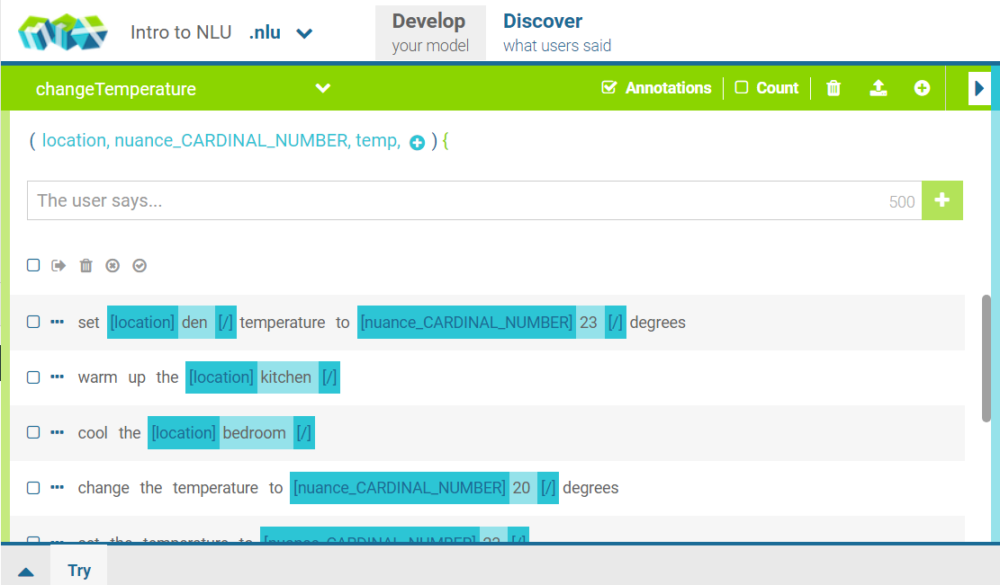 mix Intro to NLU .nlu Develop Discover
your model what users said
changeTemperature Annotations Count
( location, nuance_CARDINAL_NUMBER, temp, ) {
The user says... 500
set [location] den [/] temperature to [nuance_CARDINAL_NUMBER] 23 [/] degrees
warm up the [location] kitchen [/]
cool the [location] bedroom [/]
change the temperature to [nuance_CARDINAL_NUMBER] 20 [/] degrees
set the temperature to [nuance_CARDINAL_NUMBER] 23 [/]
Try